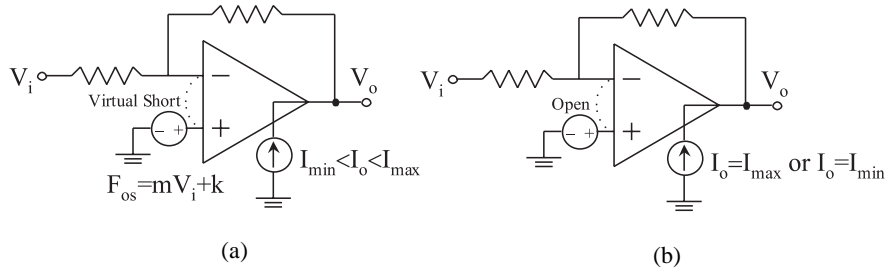 V_i
−
+
Virtual Short
− +
V_o
I_min<I_o<I_max
F_os=mV_i+k
(a)
V_i
−
+
Open
− +
V_o
I_o=I_max or I_o=I_min
(b)